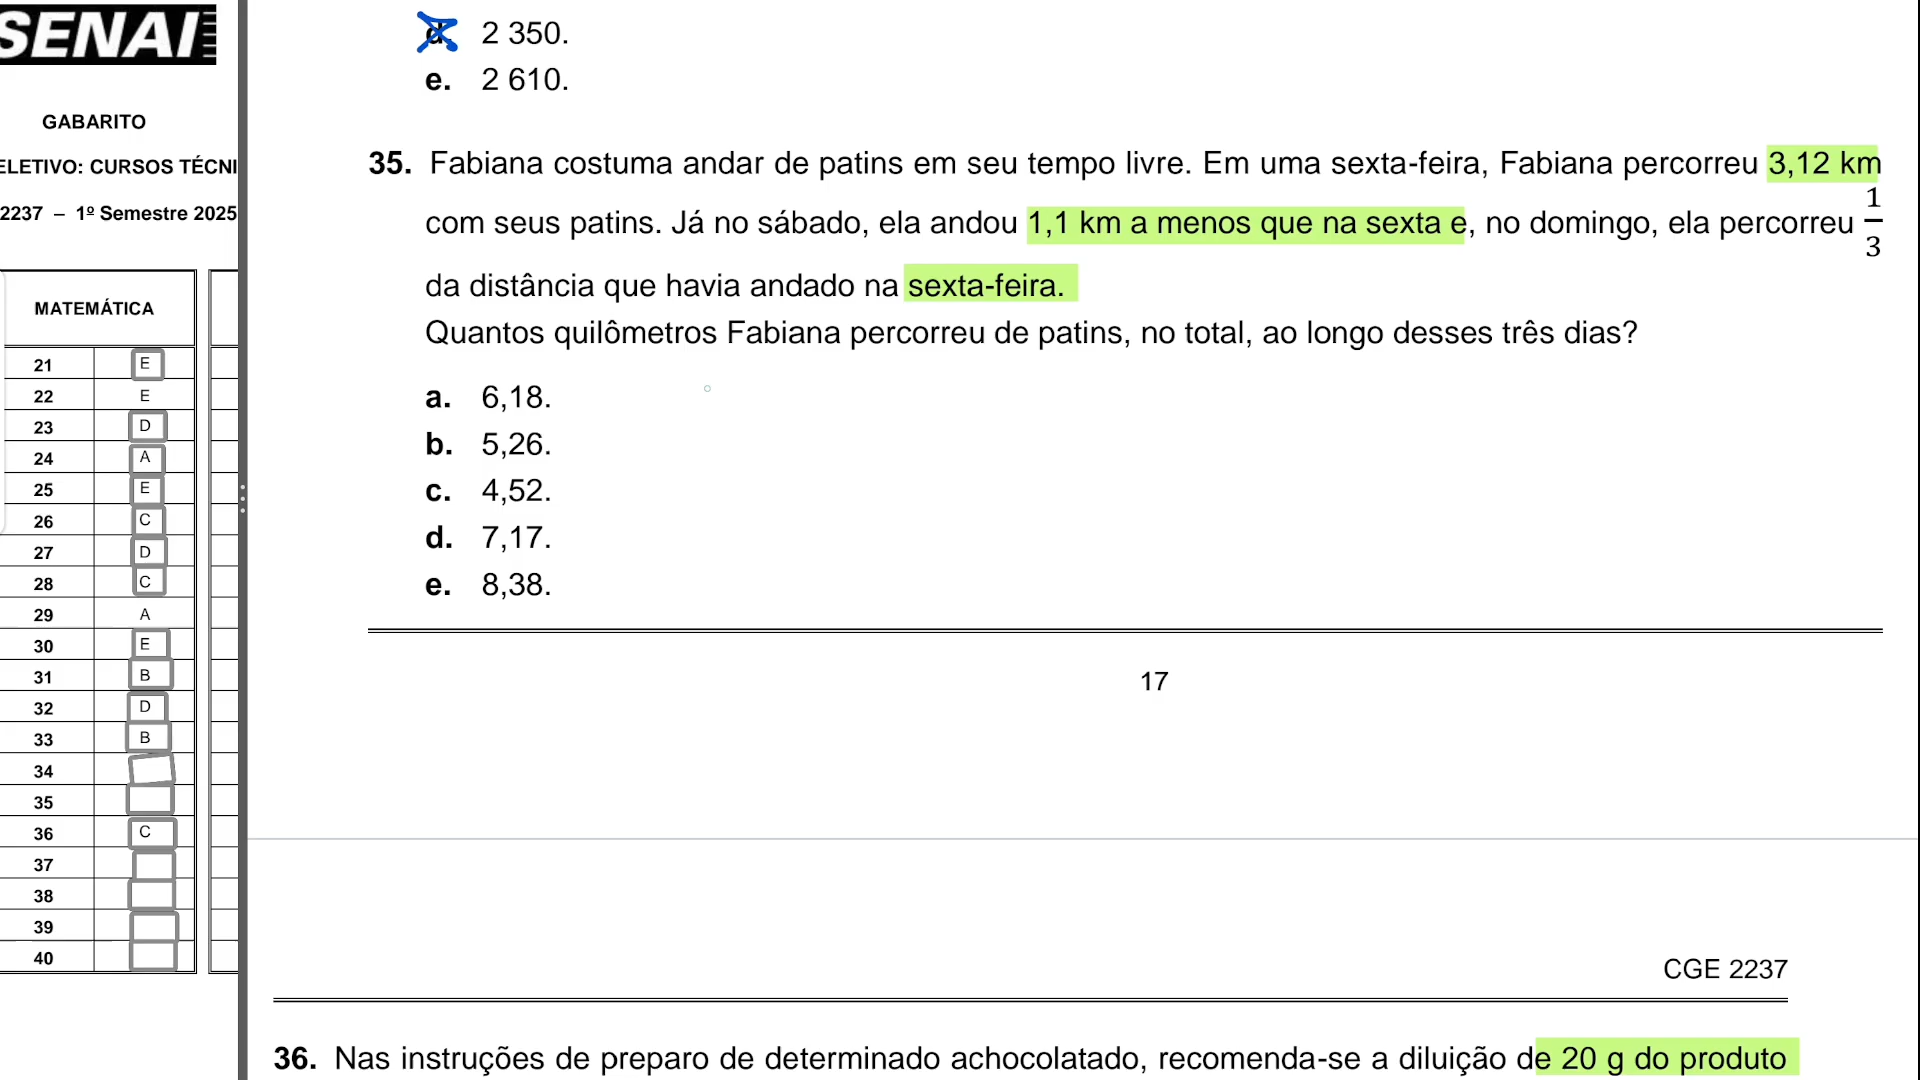 SENAI
GABARITO
ELETIVO: CURSOS TÉCNI
2237 – 1º Semestre 2025
MATEMÁTICA
21 E
22 E
23 D
24 A
25 E
26 C
27 D
28 C
29 A
30 E
31 B
32 D
33 B
34
35
36 C
37
38
39
40
d. 2 350.
e. 2 610.
35. Fabiana costuma andar de patins em seu tempo livre. Em uma sexta-feira, Fabiana percorreu 3,12 km
com seus patins. Já no sábado, ela andou 1,1 km a menos que na sexta e, no domingo, ela percorreu 1/3
da distância que havia andado na sexta-feira.
Quantos quilômetros Fabiana percorreu de patins, no total, ao longo desses três dias?
a. 6,18.
b. 5,26.
c. 4,52.
d. 7,17.
e. 8,38.
17
CGE 2237
36. Nas instruções de preparo de determinado achocolatado, recomenda-se a diluição de 20 g do produto